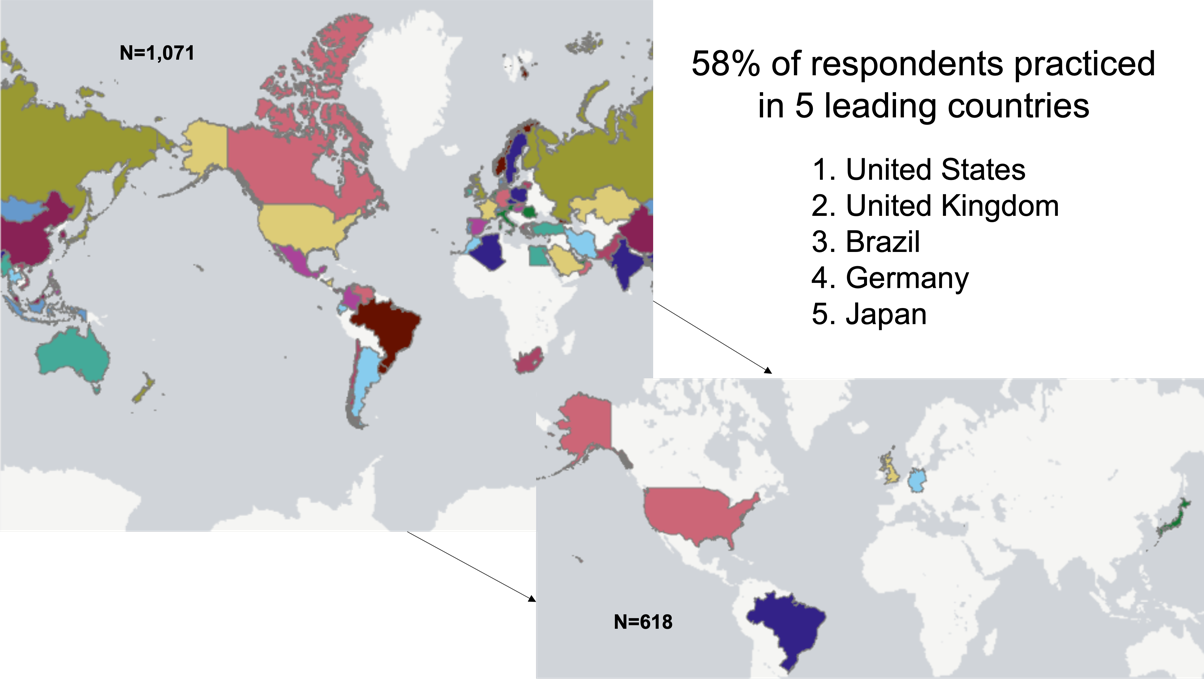 N=1,071
58% of respondents practiced
in 5 leading countries
1. United States
2. United Kingdom
3. Brazil
4. Germany
5. Japan
N=618